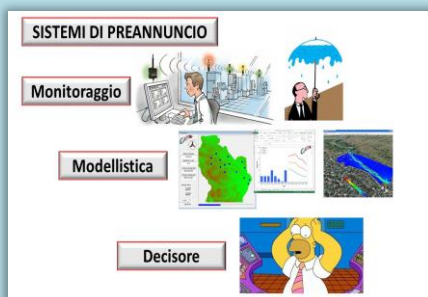 SISTEMI DI PREANNUNCIO
Monitoraggio
Modellistica
Decisore